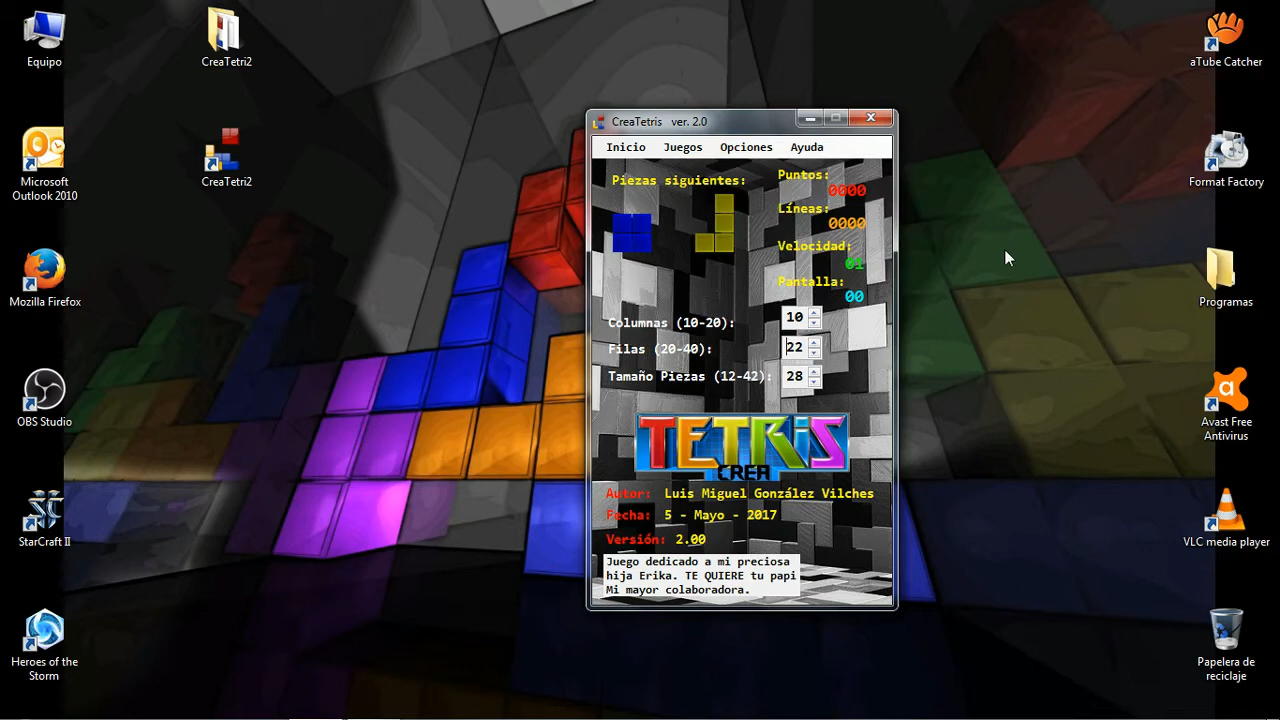 Equipo
CreaTetri2
aTube Catcher
Microsoft
Outlook 2010
CreaTetri2
Format Factory
Mozilla Firefox
Programas
OBS Studio
Avast Free
Antivirus
StarCraft II
VLC media player
Heroes of the
Storm
Papelera de
reciclaje
CreaTetris ver. 2.0
Inicio Juegos Opciones Ayuda
Piezas siguientes:
Puntos:
0000
Líneas:
0000
Velocidad:
01
Pantalla:
00
Columnas (10-20): 10
Filas (20-40): 22
Tamaño Piezas (12-42): 28
TETRiS
CREA
Autor: Luis Miguel González Vilches
Fecha: 5 - Mayo - 2017
Versión: 2.00
Juego dedicado a mi preciosa
hija Erika. TE QUIERE tu papi
Mi mayor colaboradora.